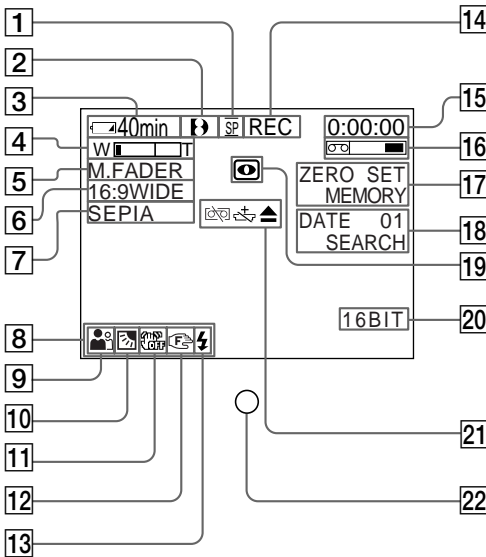 1
2
3
4
5
6
7
8
9
10
11
12
13
14
15
16
17
18
19
20
21
22
40min SP REC 0:00:00
W T
M.FADER
16:9WIDE
SEPIA
ZERO SET
MEMORY
DATE 01
SEARCH
16BIT
OFF F